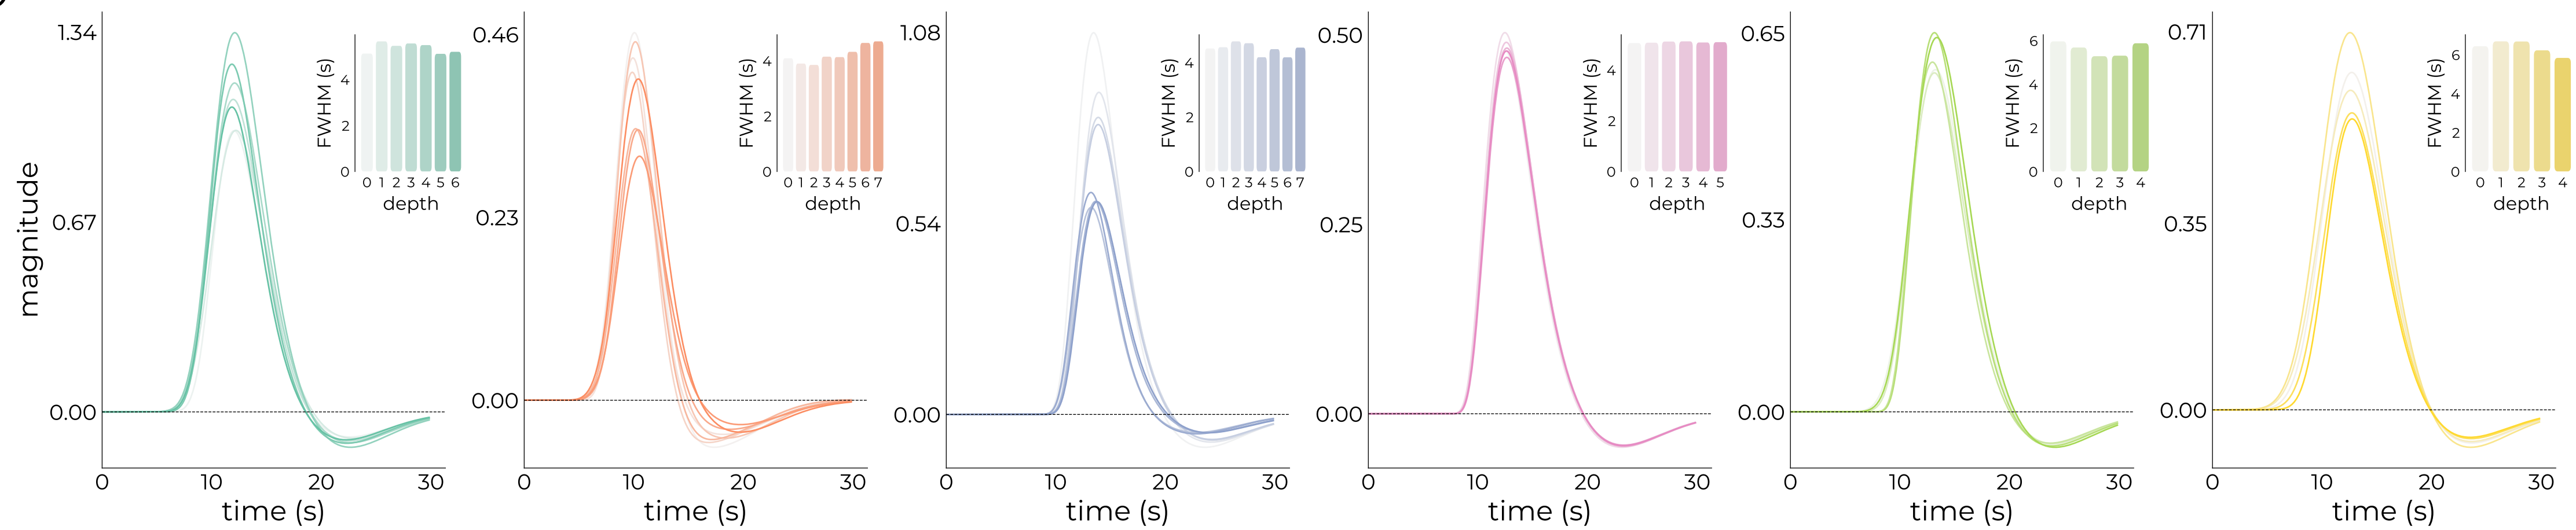 magnitude
1.34
0.67
0.00
0 10 20 30
time (s)
FWHM (s)
4
2
0
0 1 2 3 4 5 6
depth
0.46
0.23
0.00
0 10 20 30
time (s)
FWHM (s)
4
2
0
0 1 2 3 4 5 6 7
depth
1.08
0.54
0.00
0 10 20 30
time (s)
FWHM (s)
4
2
0
0 1 2 3 4 5 6 7
depth
0.50
0.25
0.00
0 10 20 30
time (s)
FWHM (s)
4
2
0
0 1 2 3 4 5
depth
0.65
0.33
0.00
0 10 20 30
time (s)
FWHM (s)
6
4
2
0
0 1 2 3 4
depth
0.71
0.35
0.00
0 10 20 30
time (s)
FWHM (s)
6
4
2
0
0 1 2 3 4
depth